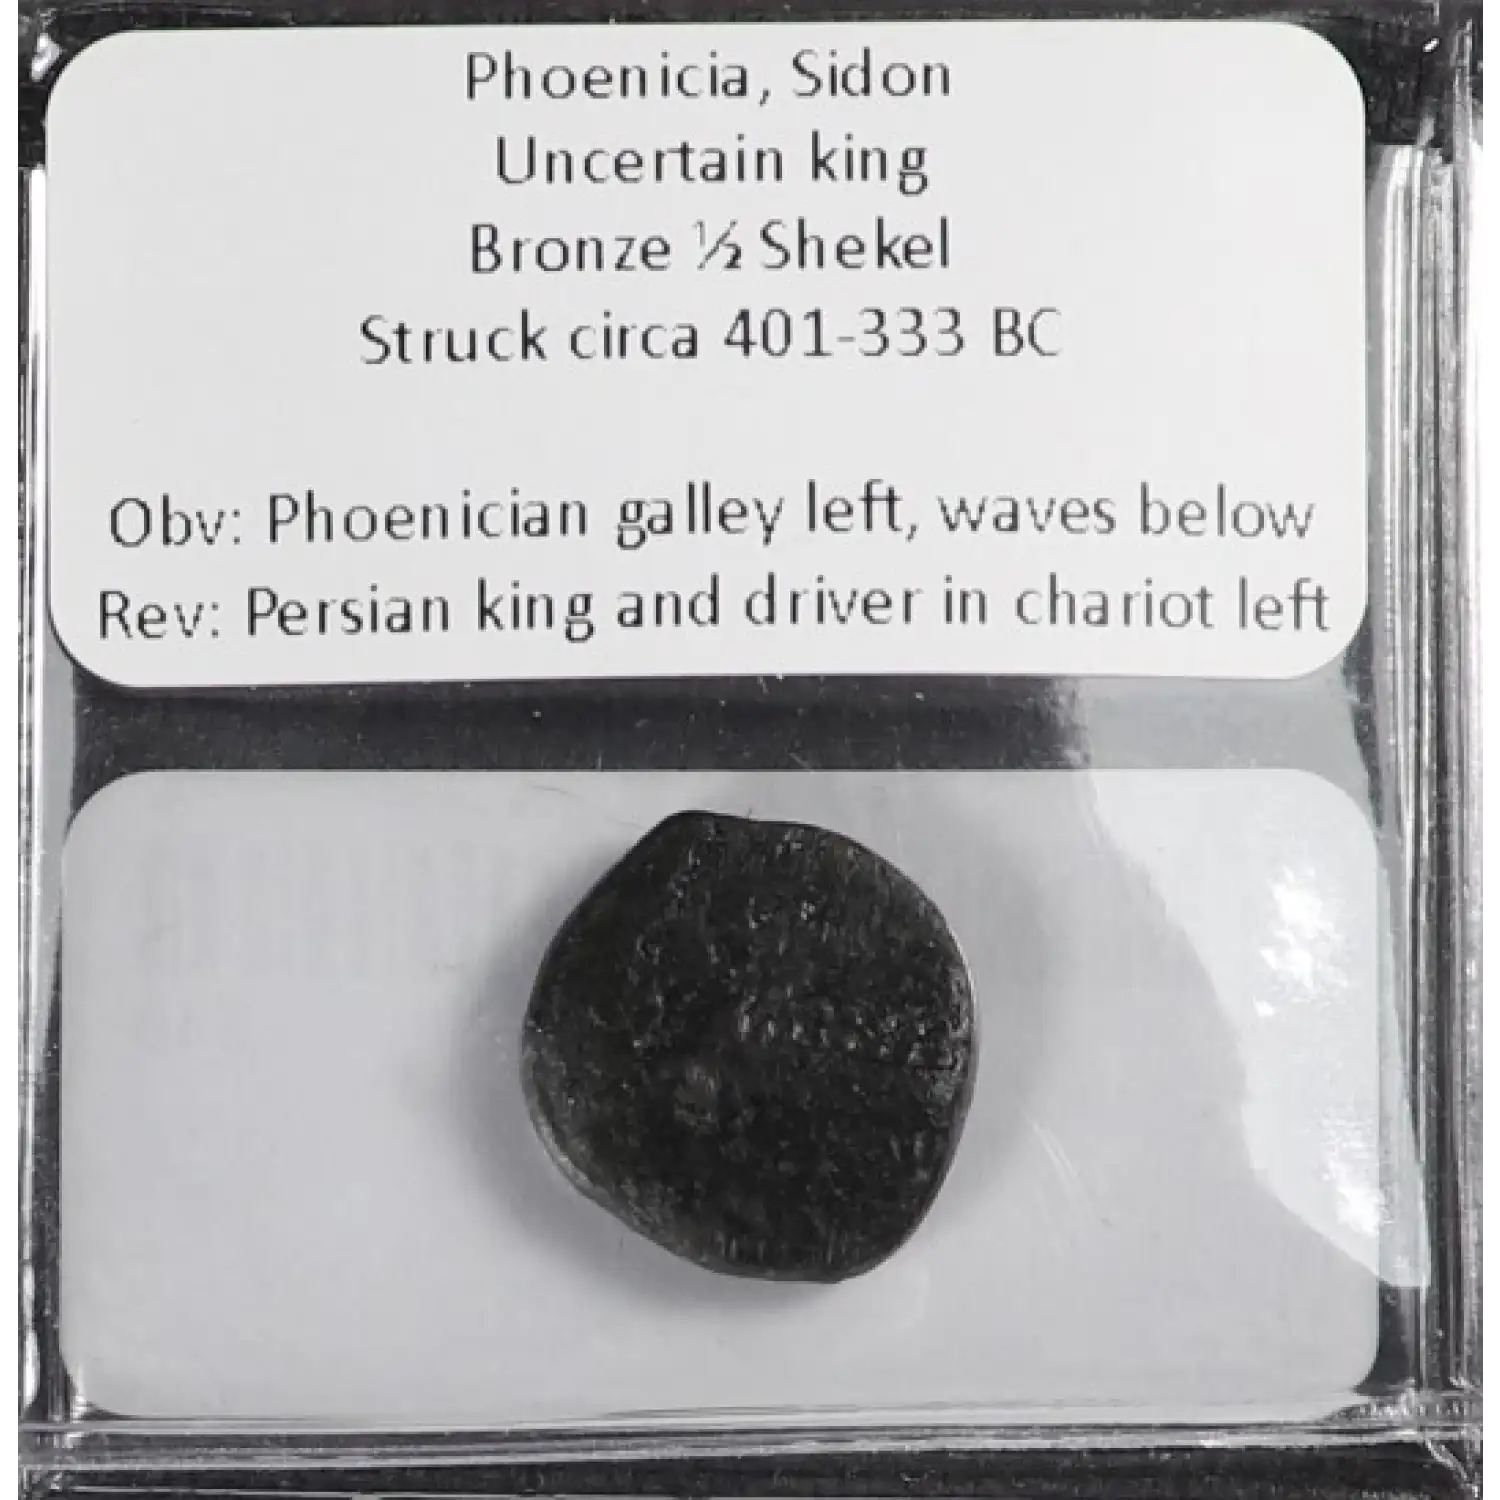 Phoenicia, Sidon
Uncertain king
Bronze ½ Shekel
Struck circa 401-333 BC
Obv: Phoenician galley left, waves below
Rev: Persian king and driver in chariot left